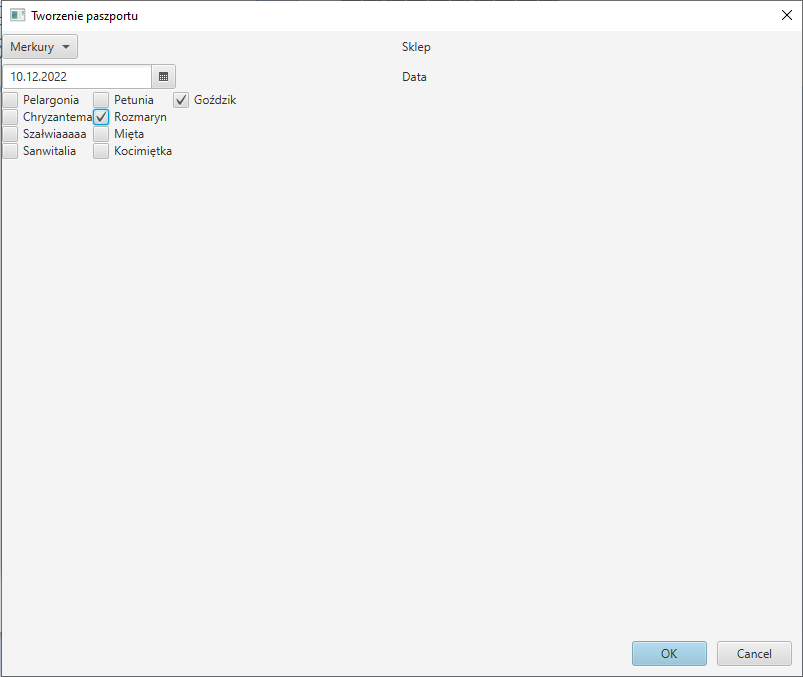 Tworzenie paszportu
Merkury Sklep
10.12.2022 Data
Pelargonia Petunia Goździk
Chryzantema Rozmaryn
Szałwiaaaaa Mięta
Sanwitalia Kocimiętka
OK Cancel